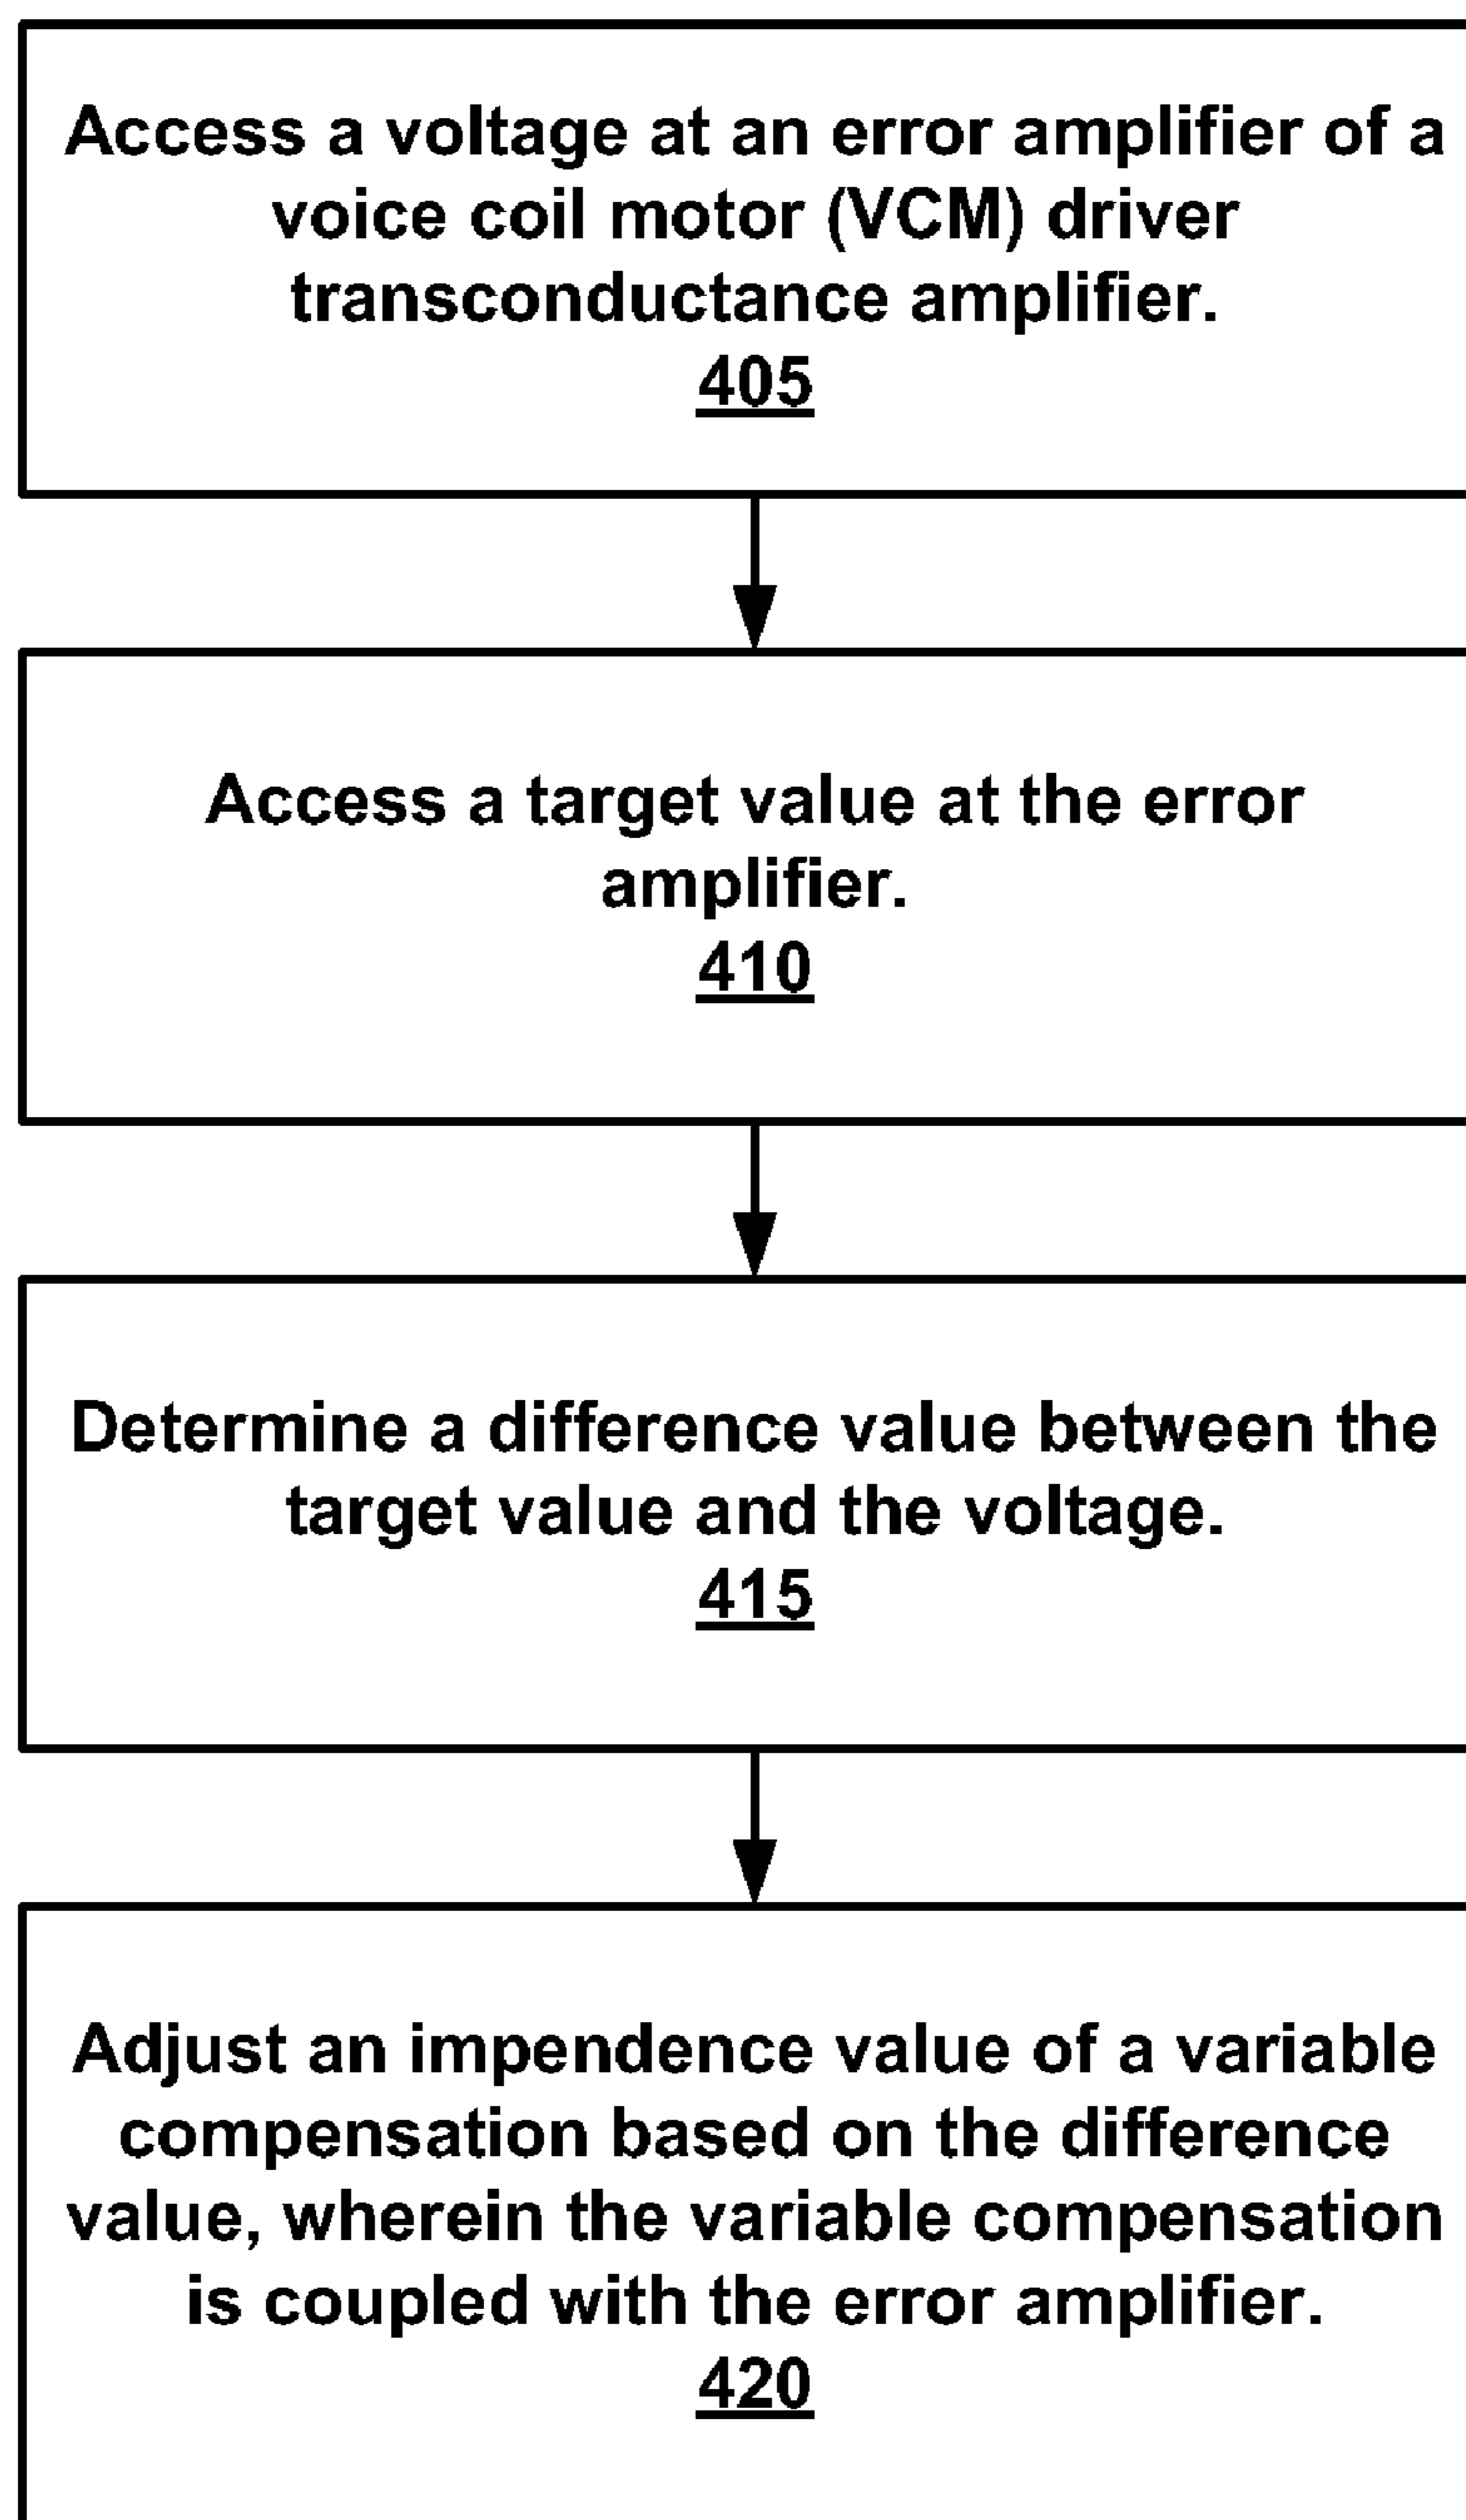 Access a voltage at an error amplifier of a
voice coil motor (VCM) driver
transconductance amplifier.
405
Access a target value at the error
amplifier.
410
Determine a difference value between the
target value and the voltage.
415
Adjust an impendence value of a variable
compensation based on the difference
value, wherein the variable compensation
is coupled with the error amplifier.
420